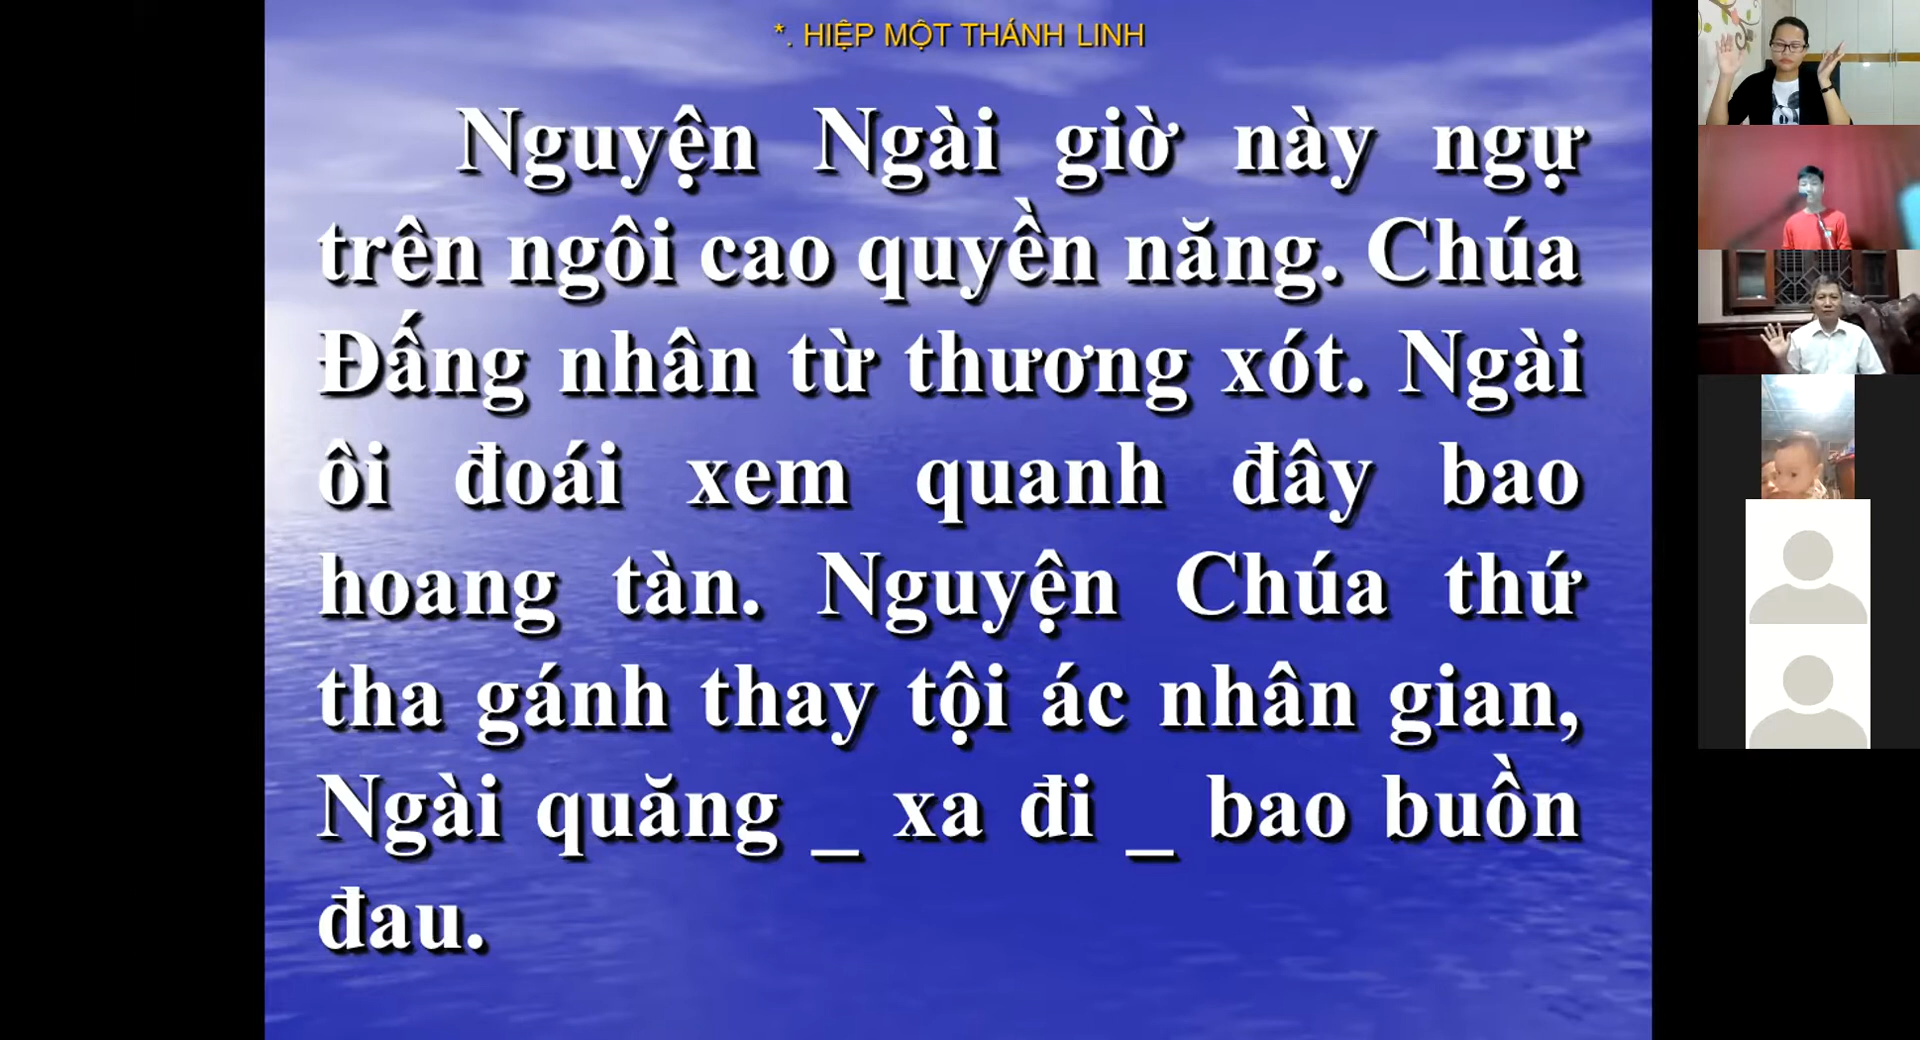 *. HIỆP MỘT THÁNH LINH
Nguyện Ngài giờ này ngự
trên ngôi cao quyền năng. Chúa
Đấng nhân từ thương xót. Ngài
ôi đoái xem quanh đây bao
hoang tàn. Nguyện Chúa thứ
tha gánh thay tội ác nhân gian,
Ngài quăng _ xa đi _ bao buồn
đau.